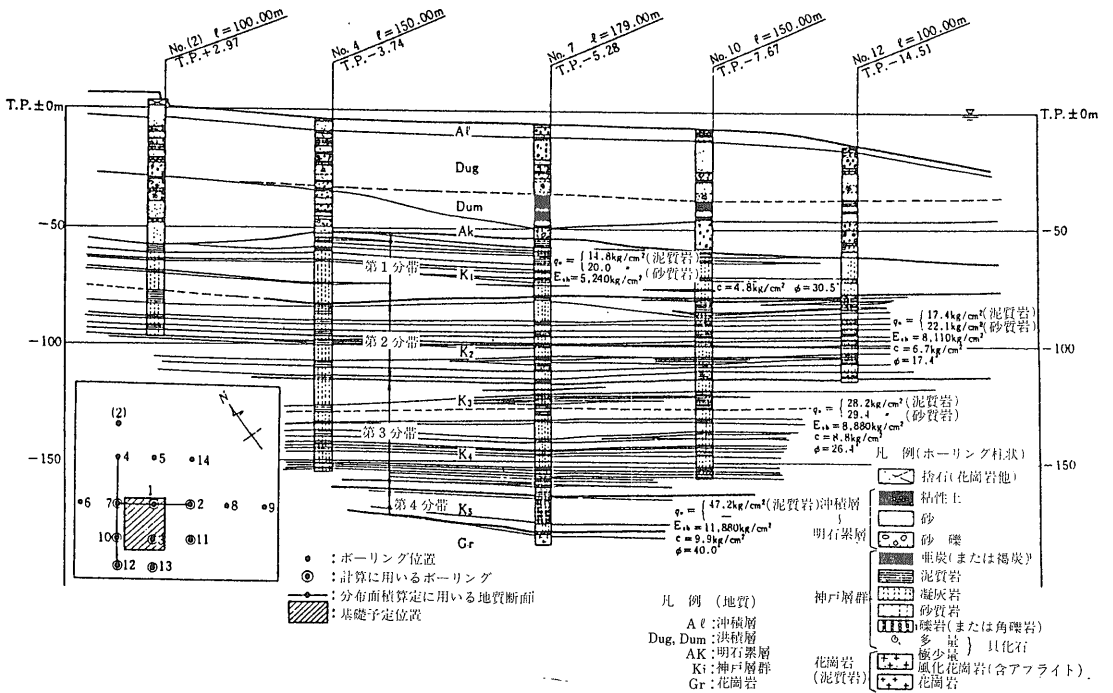 No.(2) ℓ=100.00m
T.P.+2.97
No. 4 ℓ=150.00m
T.P.-3.74
No. 7 ℓ=179.00m
T.P.-5.28
No. 10 ℓ=150.00m
T.P.-7.67
No. 12 ℓ=100.00m
T.P.-14.51
T.P.±0m
T.P.±0m
Aℓ
Dug
Dum
Ak
-50
-50
第1分帯
K₁
qᵤ = { 14.8kg/cm² (泥質岩)
20.0 〃 (砂質岩)
Eₛb=5,240kg/cm²
c=4.8kg/cm² φ=30.5°
-100
-100
第2分帯
K₂
qᵤ = { 17.4kg/cm² (泥質岩)
22.1kg/cm² (砂質岩)
Eₛb=8,110kg/cm²
c=6.7kg/cm²
φ=17.4°
K₃
第3分帯
K₄
qᵤ = { 28.2kg/cm² (泥質岩)
29.4 〃 (砂質岩)
Eₛb=8,880kg/cm²
c=8.8kg/cm²
φ=26.4°
-150
-150
第4分帯
K₅
Gr
qᵤ = { 47.2kg/cm² (泥質岩)
—
Eₛb=11,880kg/cm²
c=9.9kg/cm²
φ=40.0°
N
(2)
4 5 14
6 7 1 2 8 9
10 3 11
12 13
: ボーリング位置
: 計算に用いるボーリング
: 分布面積算定に用いる地質断面
: 基礎予定位置
凡 例 (地質)
Aℓ : 沖積層
Dug, Dum : 洪積層
AK : 明石累層
Ki : 神戸層群
Gr : 花崗岩
凡 例 (ボーリング柱状)
捨石(花崗岩他)
沖積層
〜
明石累層
粘性土
砂
砂 礫
神戸層群
亜炭(または褐炭)
泥質岩
凝灰岩
砂質岩
礫岩(または角礫岩)
多 量
極少量
} 貝化石
花崗岩
(泥質岩)
風化花崗岩(含アプライト)
花崗岩